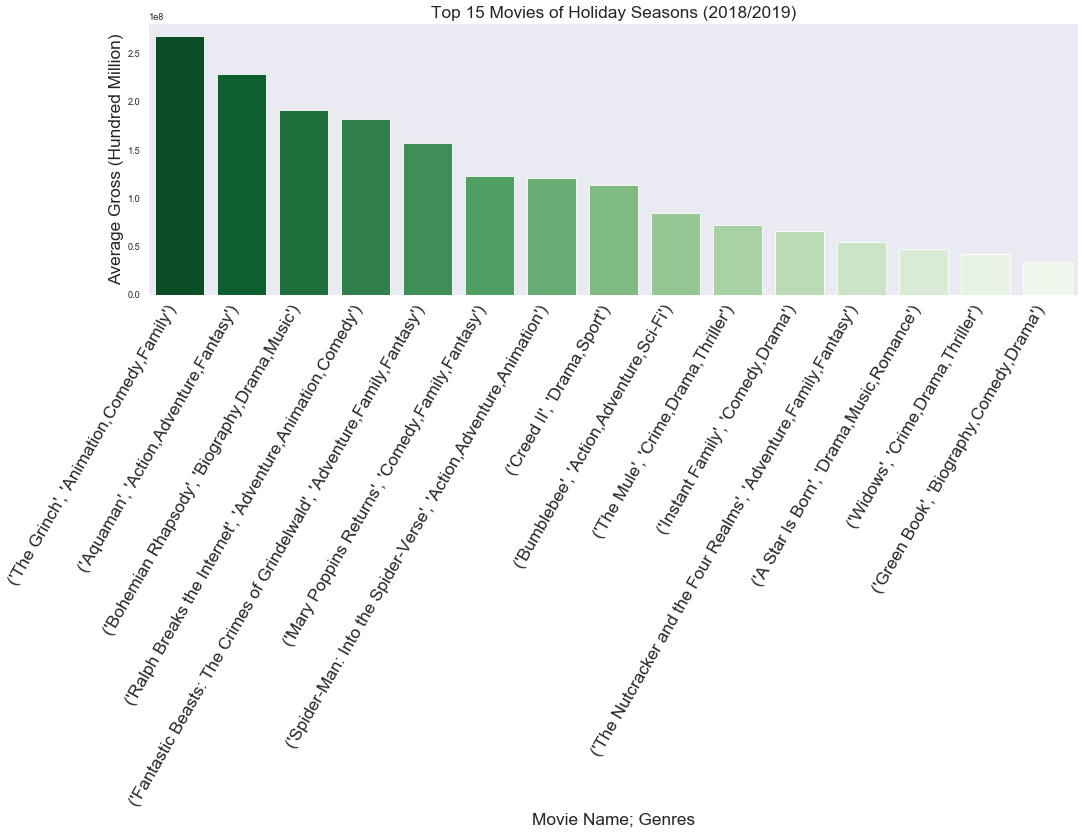 Top 15 Movies of Holiday Seasons (2018/2019)
1e8
Average Gross (Hundred Million)
2.5
2.0
1.5
1.0
0.5
0.0
('The Grinch', 'Animation,Comedy,Family')
('Aquaman', 'Action,Adventure,Fantasy')
('Bohemian Rhapsody', 'Biography,Drama,Music')
('Ralph Breaks the Internet', 'Adventure,Animation,Comedy')
('Fantastic Beasts: The Crimes of Grindelwald', 'Adventure,Family,Fantasy')
('Mary Poppins Returns', 'Comedy,Family,Fantasy')
('Spider-Man: Into the Spider-Verse', 'Action,Adventure,Animation')
('Creed II', 'Drama,Sport')
('Bumblebee', 'Action,Adventure,Sci-Fi')
('The Mule', 'Crime,Drama,Thriller')
('Instant Family', 'Comedy,Drama')
('The Nutcracker and the Four Realms', 'Adventure,Family,Fantasy')
('A Star Is Born', 'Drama,Music,Romance')
('Widows', 'Crime,Drama,Thriller')
('Green Book', 'Biography,Comedy,Drama')
Movie Name; Genres